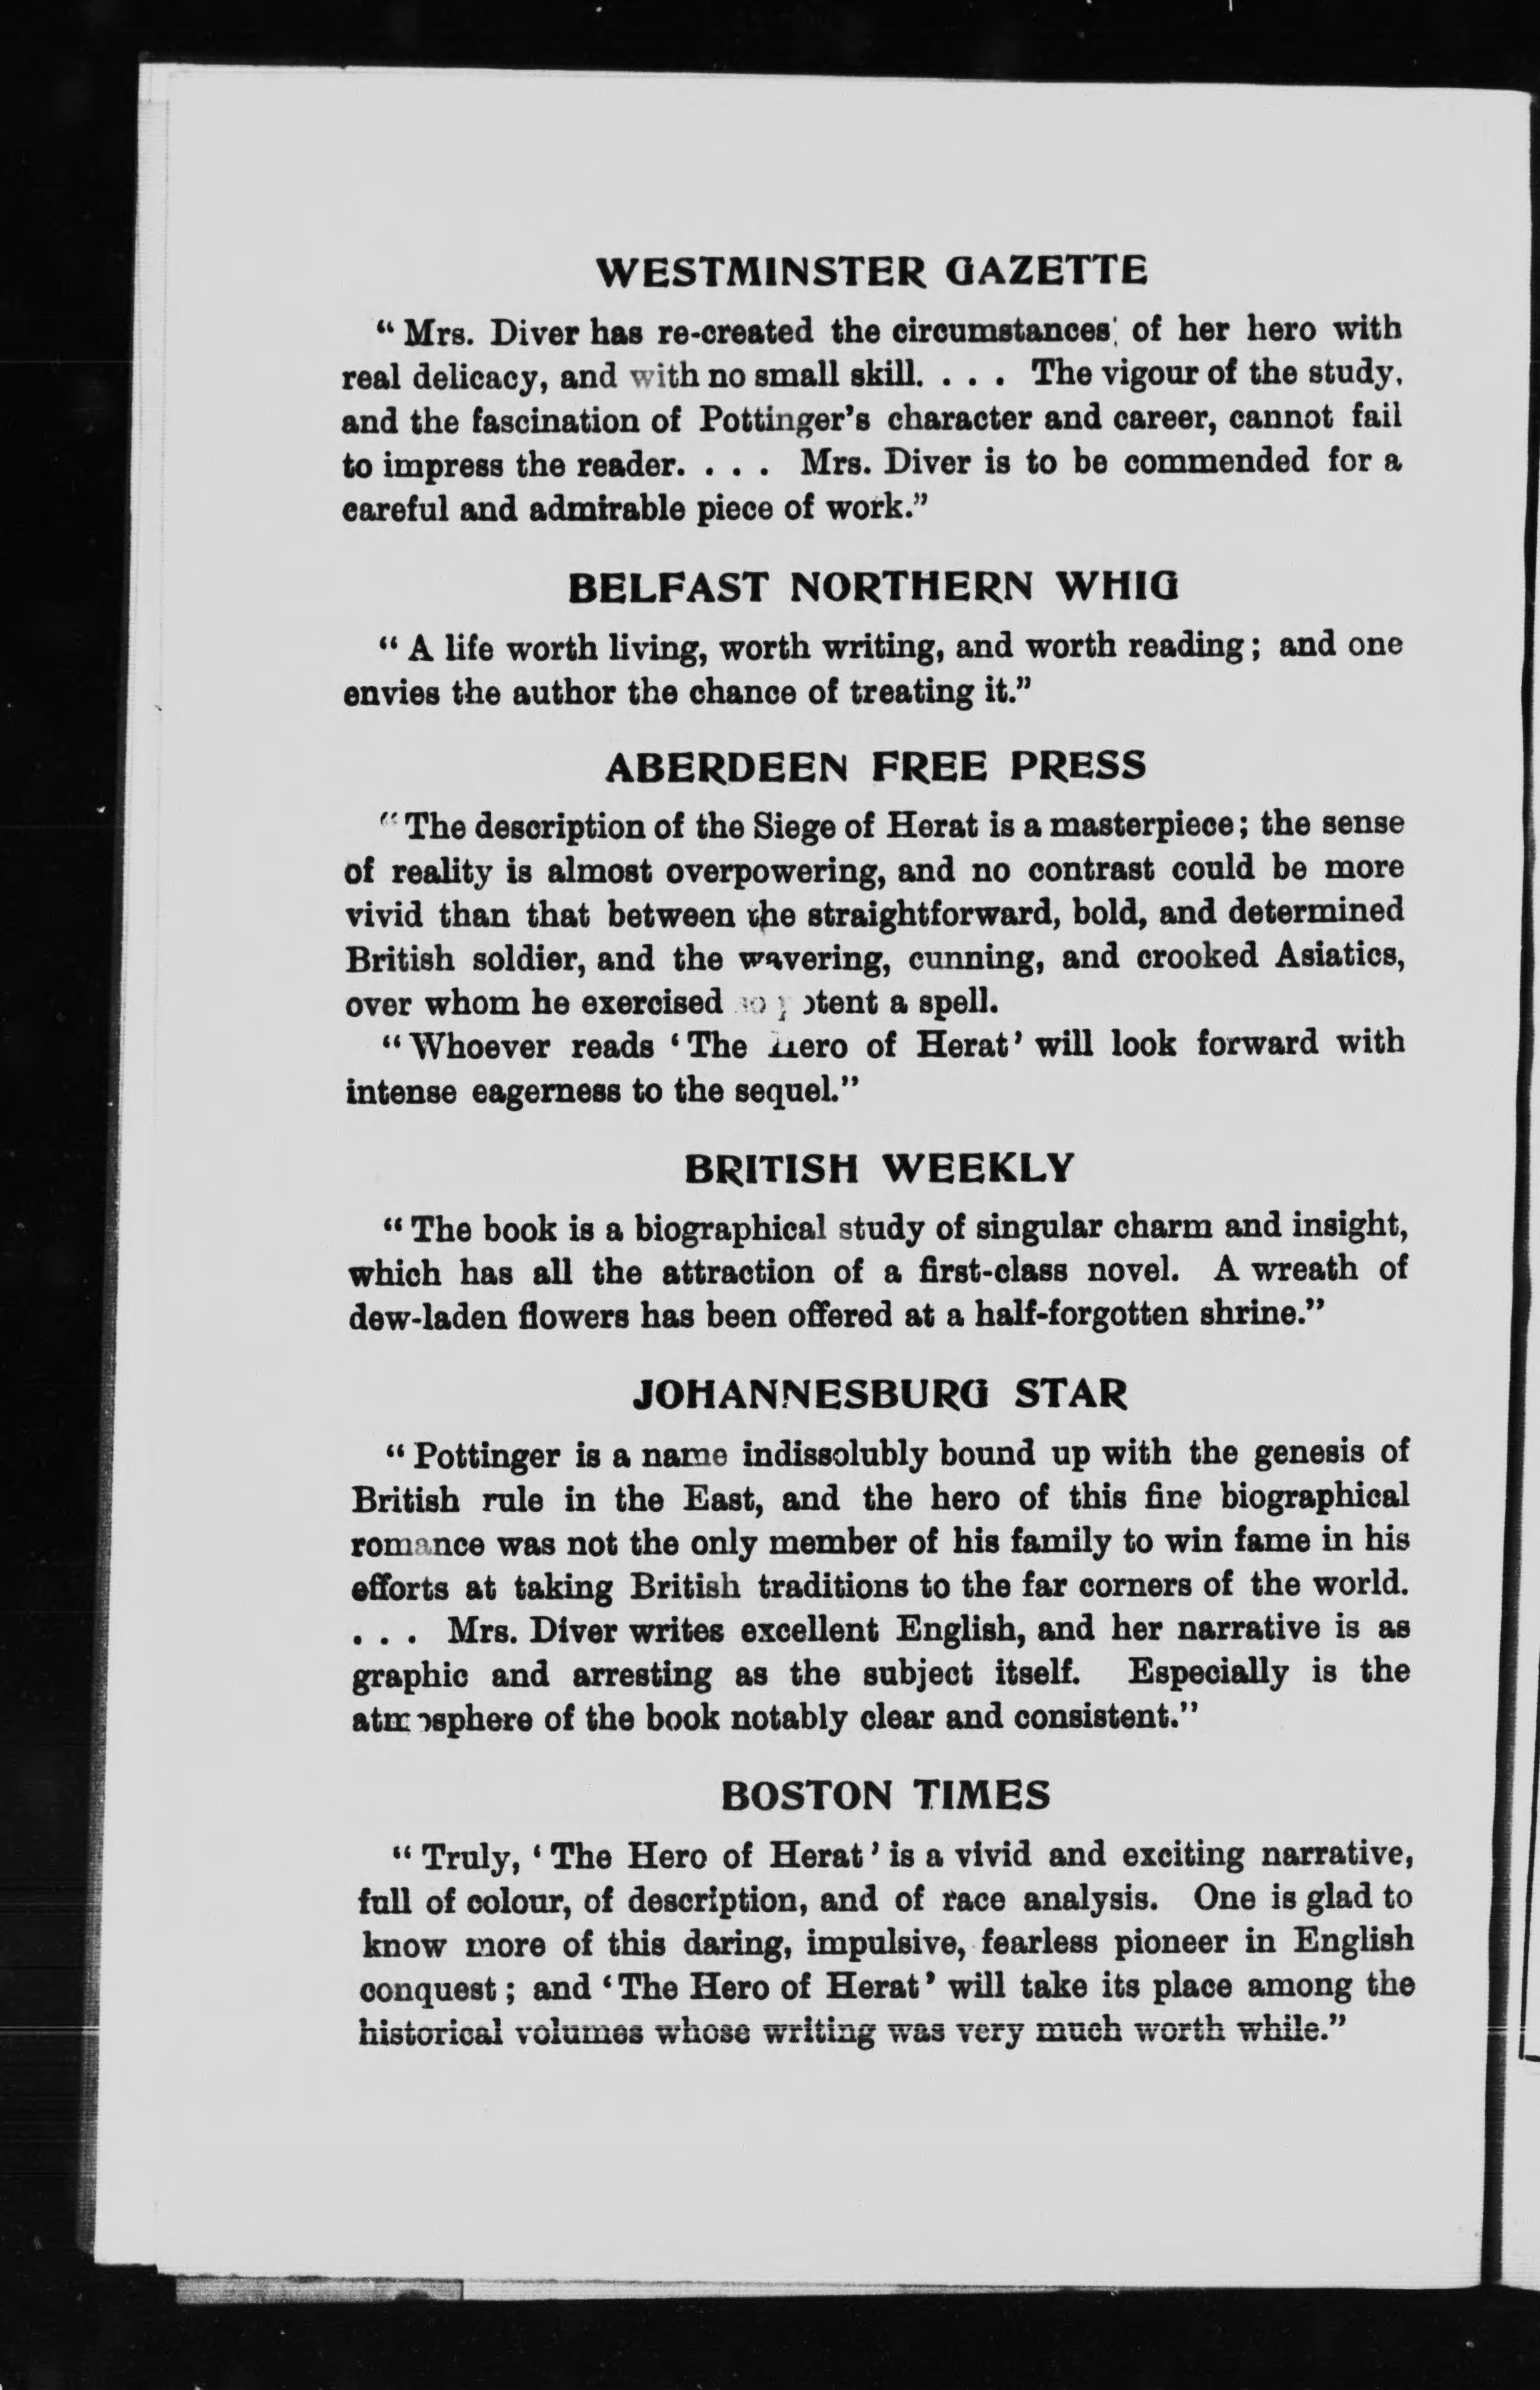 WESTMINSTER GAZETTE
“Mrs. Diver has re-created the circumstances of her hero with
real delicacy, and with no small skill. . . . The vigour of the study,
and the fascination of Pottinger’s character and career, cannot fail
to impress the reader. . . . Mrs. Diver is to be commended for a
careful and admirable piece of work.”
BELFAST NORTHERN WHIG
“A life worth living, worth writing, and worth reading; and one
envies the author the chance of treating it.”
ABERDEEN FREE PRESS
“The description of the Siege of Herat is a masterpiece; the sense
of reality is almost overpowering, and no contrast could be more
vivid than that between the straightforward, bold, and determined
British soldier, and the wavering, cunning, and crooked Asiatics,
over whom he exercised so potent a spell.
“Whoever reads ‘The Hero of Herat’ will look forward with
intense eagerness to the sequel.”
BRITISH WEEKLY
“The book is a biographical study of singular charm and insight,
which has all the attraction of a first-class novel. A wreath of
dew-laden flowers has been offered at a half-forgotten shrine.”
JOHANNESBURG STAR
“Pottinger is a name indissolubly bound up with the genesis of
British rule in the East, and the hero of this fine biographical
romance was not the only member of his family to win fame in his
efforts at taking British traditions to the far corners of the world.
. . . Mrs. Diver writes excellent English, and her narrative is as
graphic and arresting as the subject itself. Especially is the
atmosphere of the book notably clear and consistent.”
BOSTON TIMES
“Truly, ‘The Hero of Herat’ is a vivid and exciting narrative,
full of colour, of description, and of race analysis. One is glad to
know more of this daring, impulsive, fearless pioneer in English
conquest; and ‘The Hero of Herat’ will take its place among the
historical volumes whose writing was very much worth while.”